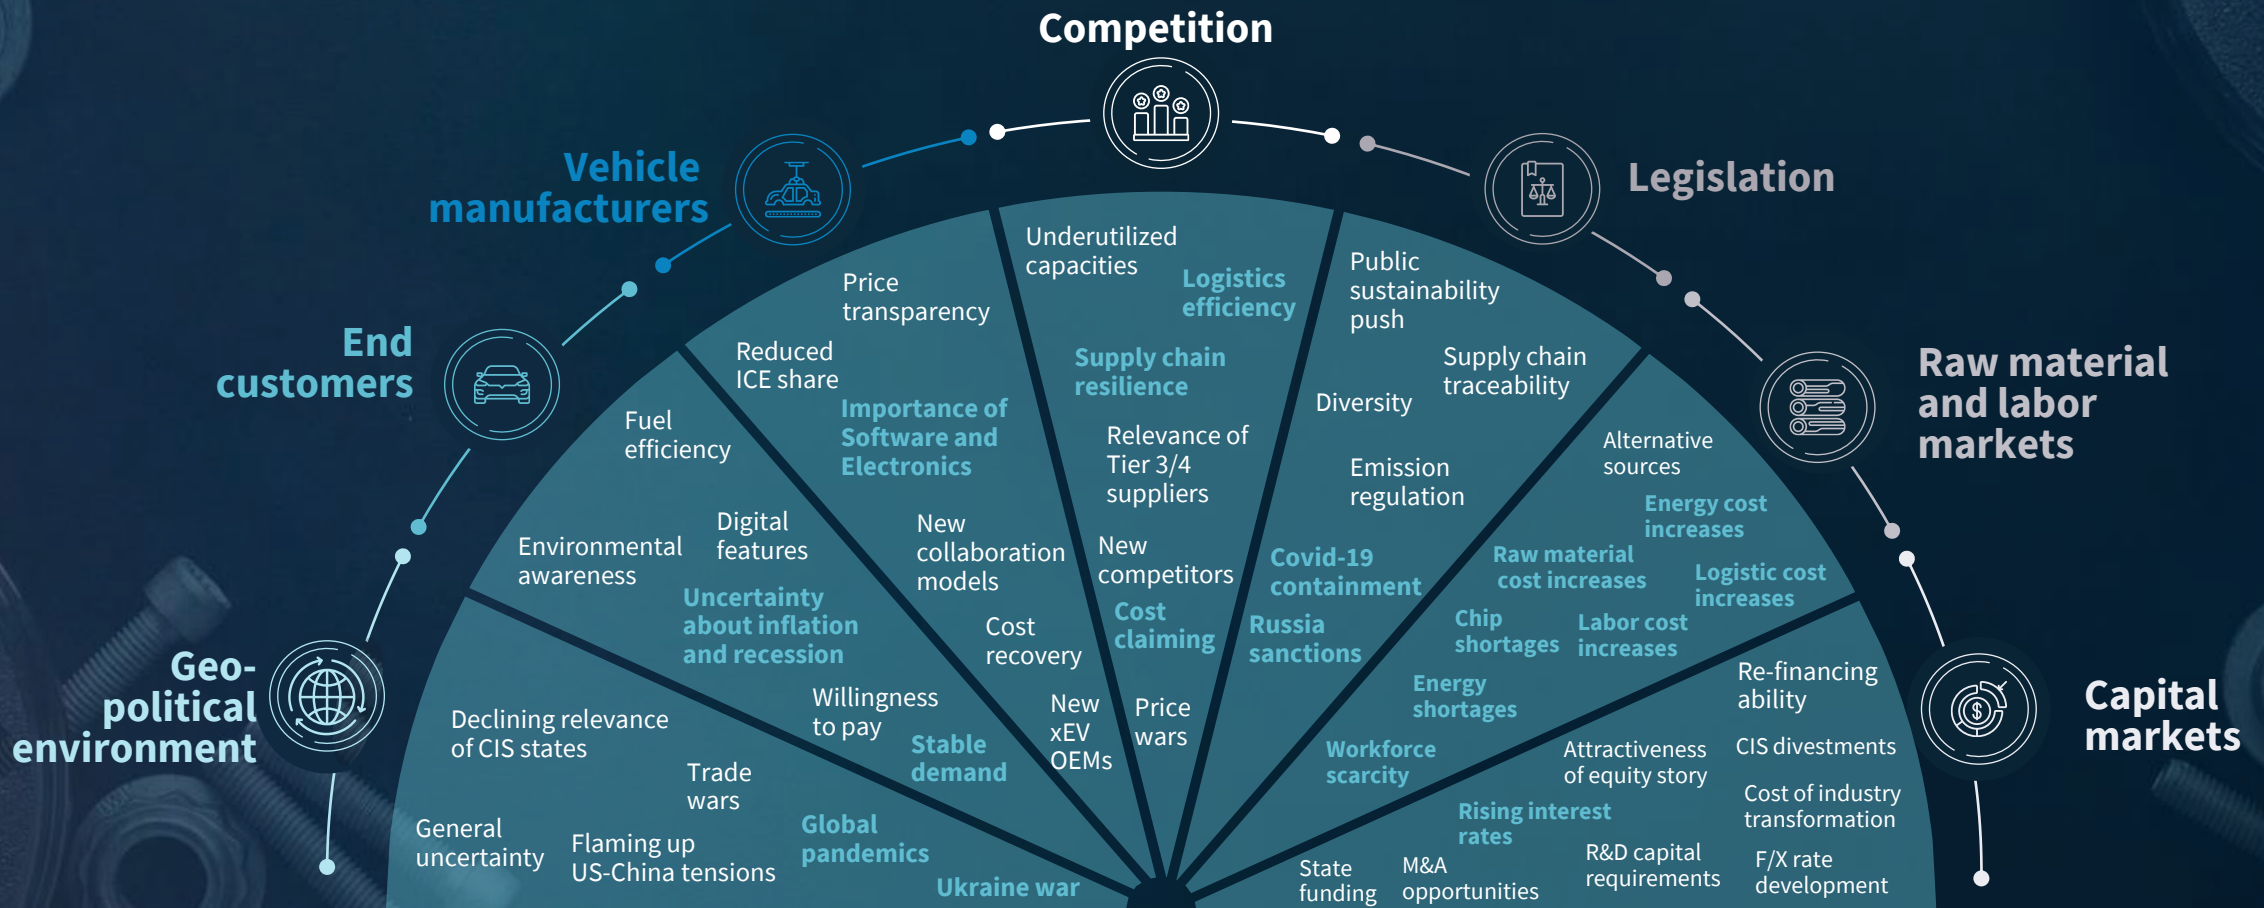 Competition
Vehicle
manufacturers
Legislation
End
customers
Raw material
and labor
markets
Geo-
political
environment
Capital
markets
Declining relevance
of CIS states
Trade
wars
General
uncertainty
Flaming up
US-China tensions
Global
pandemics
Ukraine war
Fuel
efficiency
Environmental
awareness
Digital
features
Uncertainty
about inflation
and recession
Willingness
to pay
Stable
demand
Price
transparency
Reduced
ICE share
Importance of
Software and
Electronics
New
collaboration
models
Cost
recovery
New
xEV
OEMs
Underutilized
capacities
Logistics
efficiency
Supply chain
resilience
Relevance of
Tier 3/4
suppliers
New
competitors
Cost
claiming
Price
wars
Public
sustainability
push
Supply chain
traceability
Diversity
Emission
regulation
Covid-19
containment
Russia
sanctions
Alternative
sources
Energy cost
increases
Raw material
cost increases
Logistic cost
increases
Chip
shortages
Labor cost
increases
Energy
shortages
Workforce
scarcity
Re-financing
ability
Attractiveness
of equity story
CIS divestments
Cost of industry
transformation
Rising interest
rates
State
funding
M&A
opportunities
R&D capital
requirements
F/X rate
development